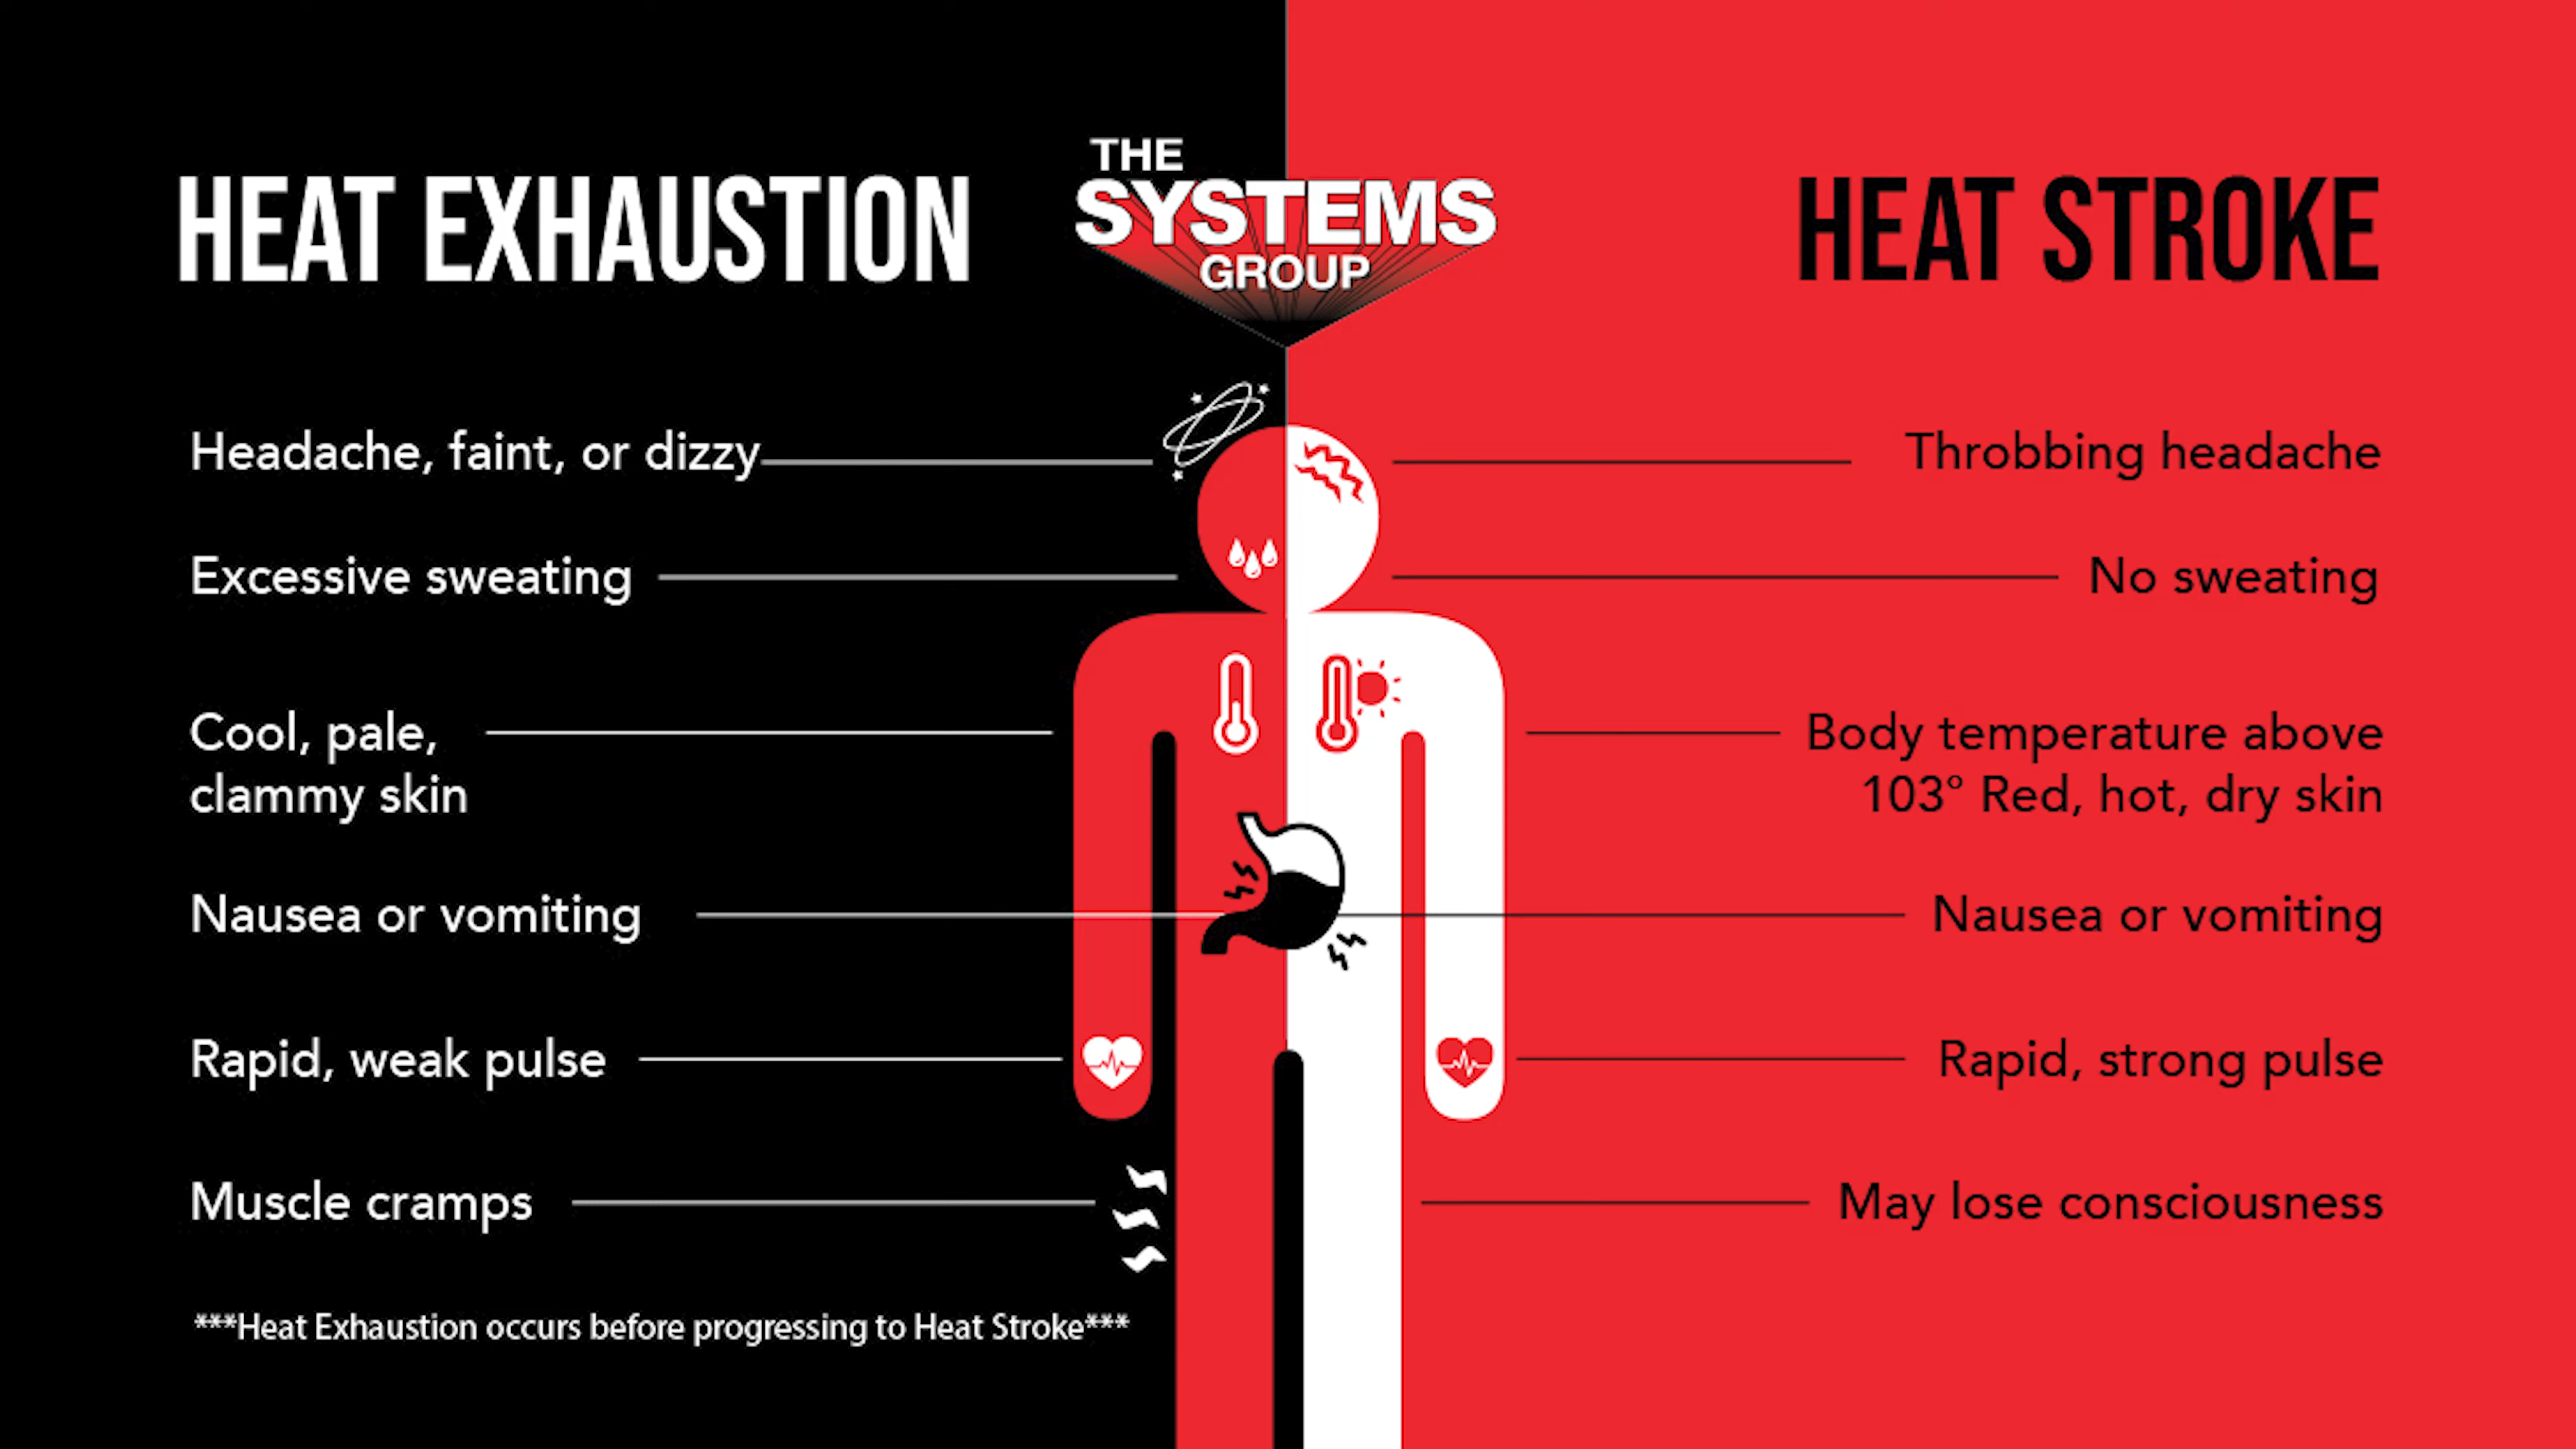 THE
SYSTEMS
GROUP
HEAT EXHAUSTION
Headache, faint, or dizzy
Excessive sweating
Cool, pale,
clammy skin
Nausea or vomiting
Rapid, weak pulse
Muscle cramps
***Heat Exhaustion occurs before progressing to Heat Stroke***
HEAT STROKE
Throbbing headache
No sweating
Body temperature above
103° Red, hot, dry skin
Nausea or vomiting
Rapid, strong pulse
May lose consciousness